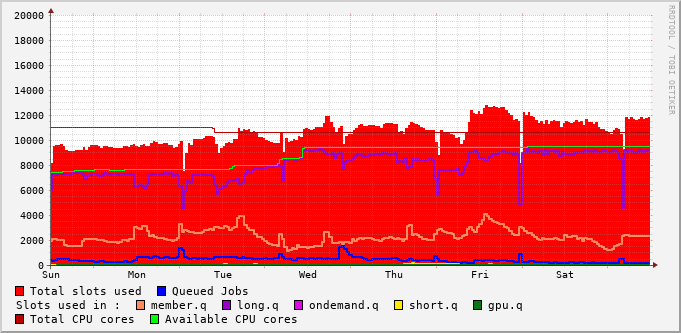 20000
18000
16000
14000
12000
10000
8000
6000
4000
2000
0
Sun Mon Tue Wed Thu Fri Sat
RRDTOOL / TOBI OETIKER
Total slots used Queued Jobs
Slots used in : member.q long.q ondemand.q short.q gpu.q
Total CPU cores Available CPU cores